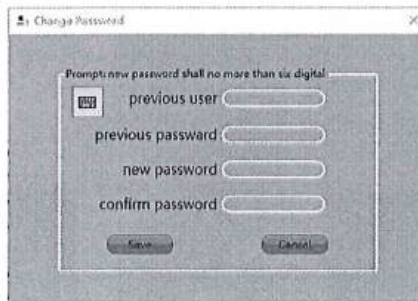 Change Password
Prompt: new password shall no more than six digital
previous user
previous passward
new password
confirm password
Save Cancel